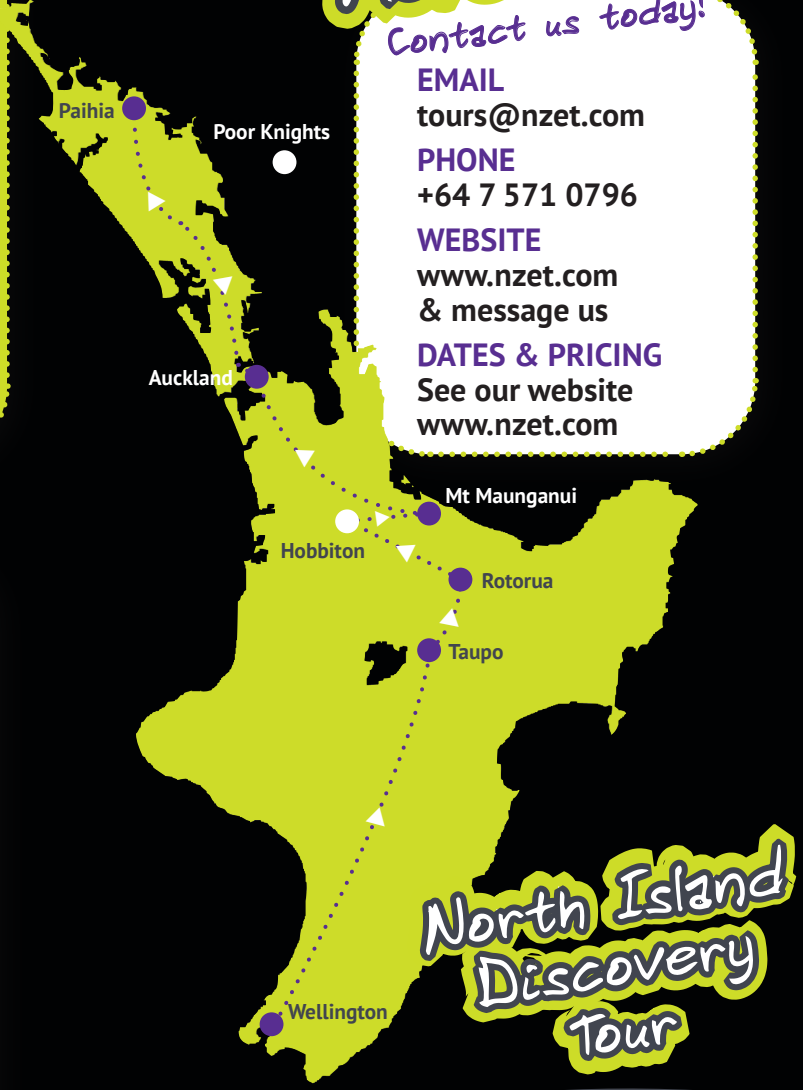 Contact us today!
EMAIL
tours@nzet.com
PHONE
+64 7 571 0796
WEBSITE
www.nzet.com
& message us
DATES & PRICING
See our website
www.nzet.com
Paihia
Poor Knights
Auckland
Mt Maunganui
Hobbiton
Rotorua
Taupo
Wellington
North Island
Discovery
Tour